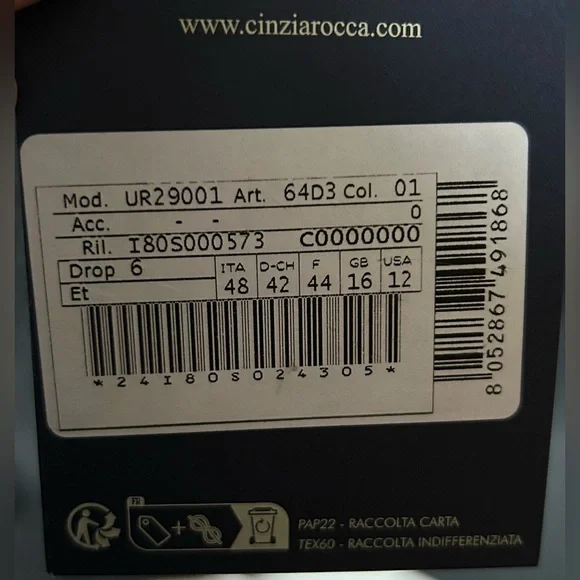 www.cinziarocca.com
Mod. UR29001 Art. 64D3 Col. 01
Acc. - - 0
Ril. I80S000573 C0000000
Drop 6 ITA D-CH F GB USA
Et 48 42 44 16 12
*24I80S024305*
8 052867 491868
FR
PAP22 - RACCOLTA CARTA
TEX60 - RACCOLTA INDIFFERENZIATA